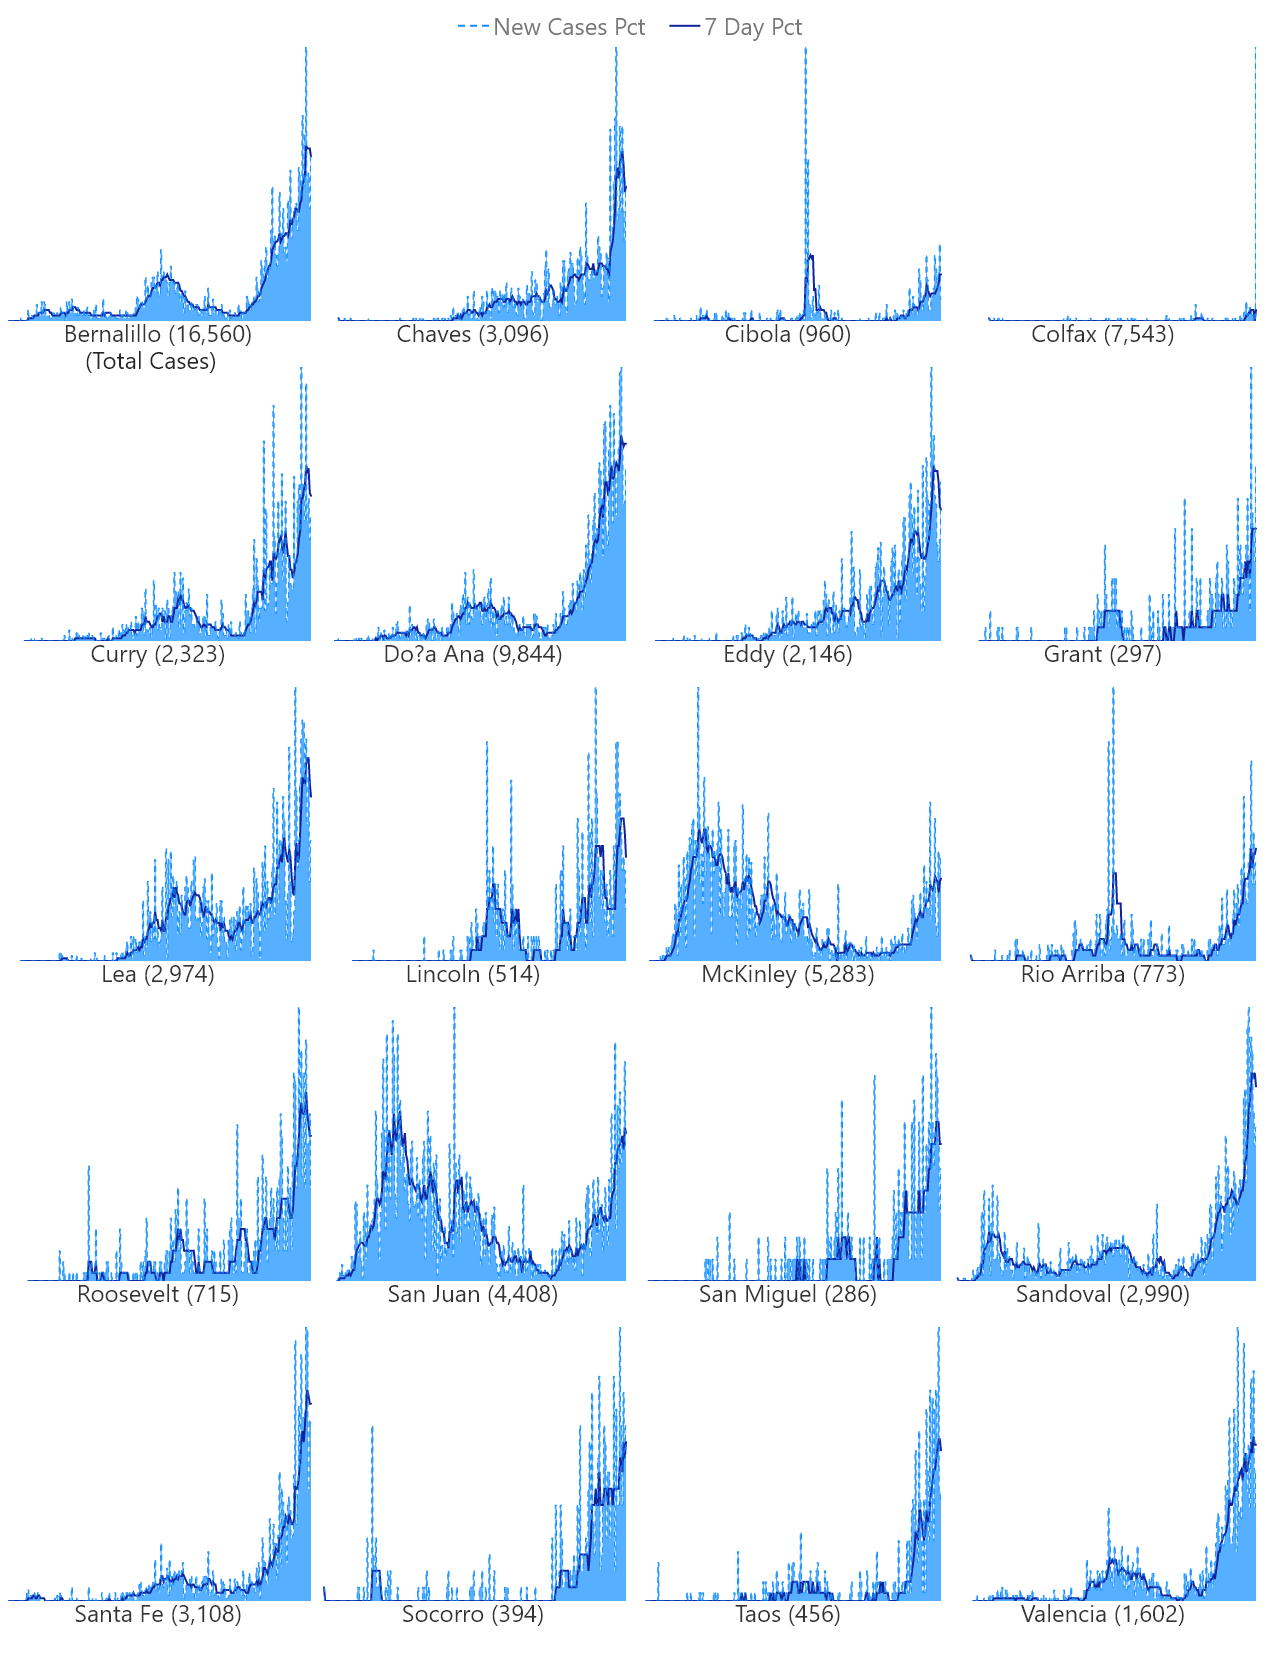 New Cases Pct 7 Day Pct
Bernalillo (16,560) Chaves (3,096) Cibola (960) Colfax (7,543)
(Total Cases)
Curry (2,323) Do?a Ana (9,844) Eddy (2,146) Grant (297)
Lea (2,974) Lincoln (514) McKinley (5,283) Rio Arriba (773)
Roosevelt (715) San Juan (4,408) San Miguel (286) Sandoval (2,990)
Santa Fe (3,108) Socorro (394) Taos (456) Valencia (1,602)